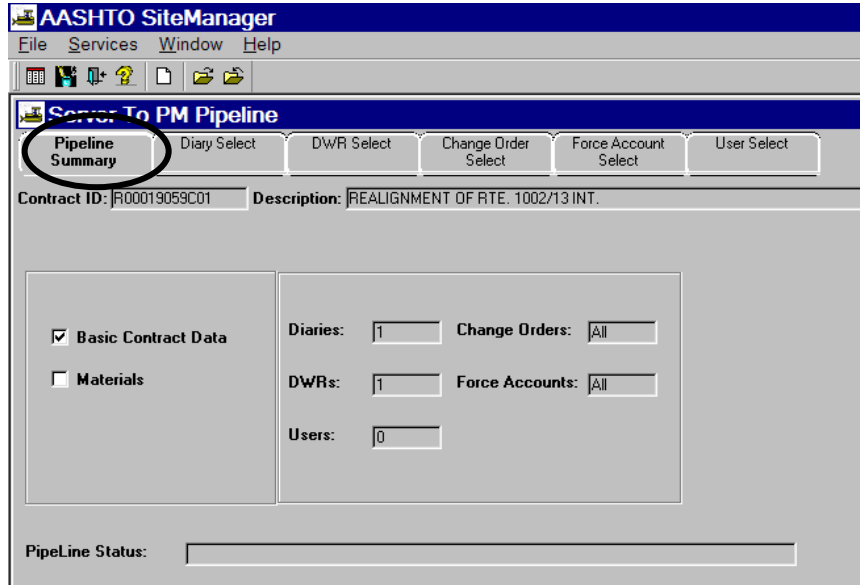 AASHTO SiteManager
File Services Window Help
Server To PM Pipeline
Pipeline Summary Diary Select DWR Select Change Order Select Force Account Select User Select
Contract ID: R00019059C01 Description: REALIGNMENT OF RTE. 1002/13 INT.
Basic Contract Data Diaries: 1 Change Orders: All
Materials DWRs: 1 Force Accounts: All
Users: 0
PipeLine Status: